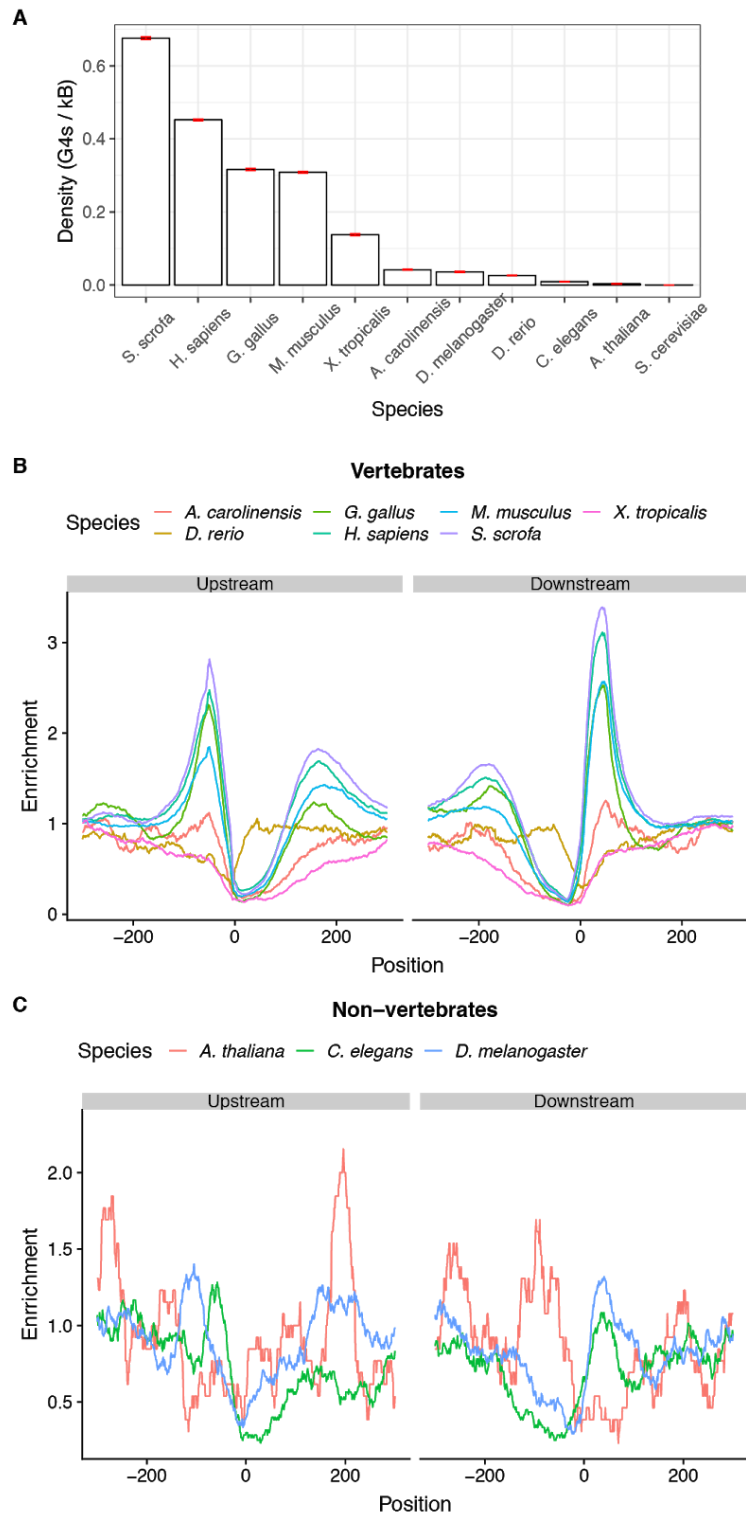 A
Density (G4s / kB)
0.6
0.4
0.2
0.0
S. scrofa
H. sapiens
G. gallus
M. musculus
X. tropicalis
A. carolinensis
D. melanogaster
D. rerio
C. elegans
A. thaliana
S. cerevisiae
Species
B
Vertebrates
Species
A. carolinensis G. gallus M. musculus X. tropicalis
D. rerio H. sapiens S. scrofa
Upstream Downstream
Enrrichment
3
2
1
0
−200 0 200 −200 0 200
Position
C
Non−vertebrates
Species A. thaliana C. elegans D. melanogaster
Upstream Downstream
Enrrichment
2.0
1.5
1.0
0.5
−200 0 200 −200 0 200
Position